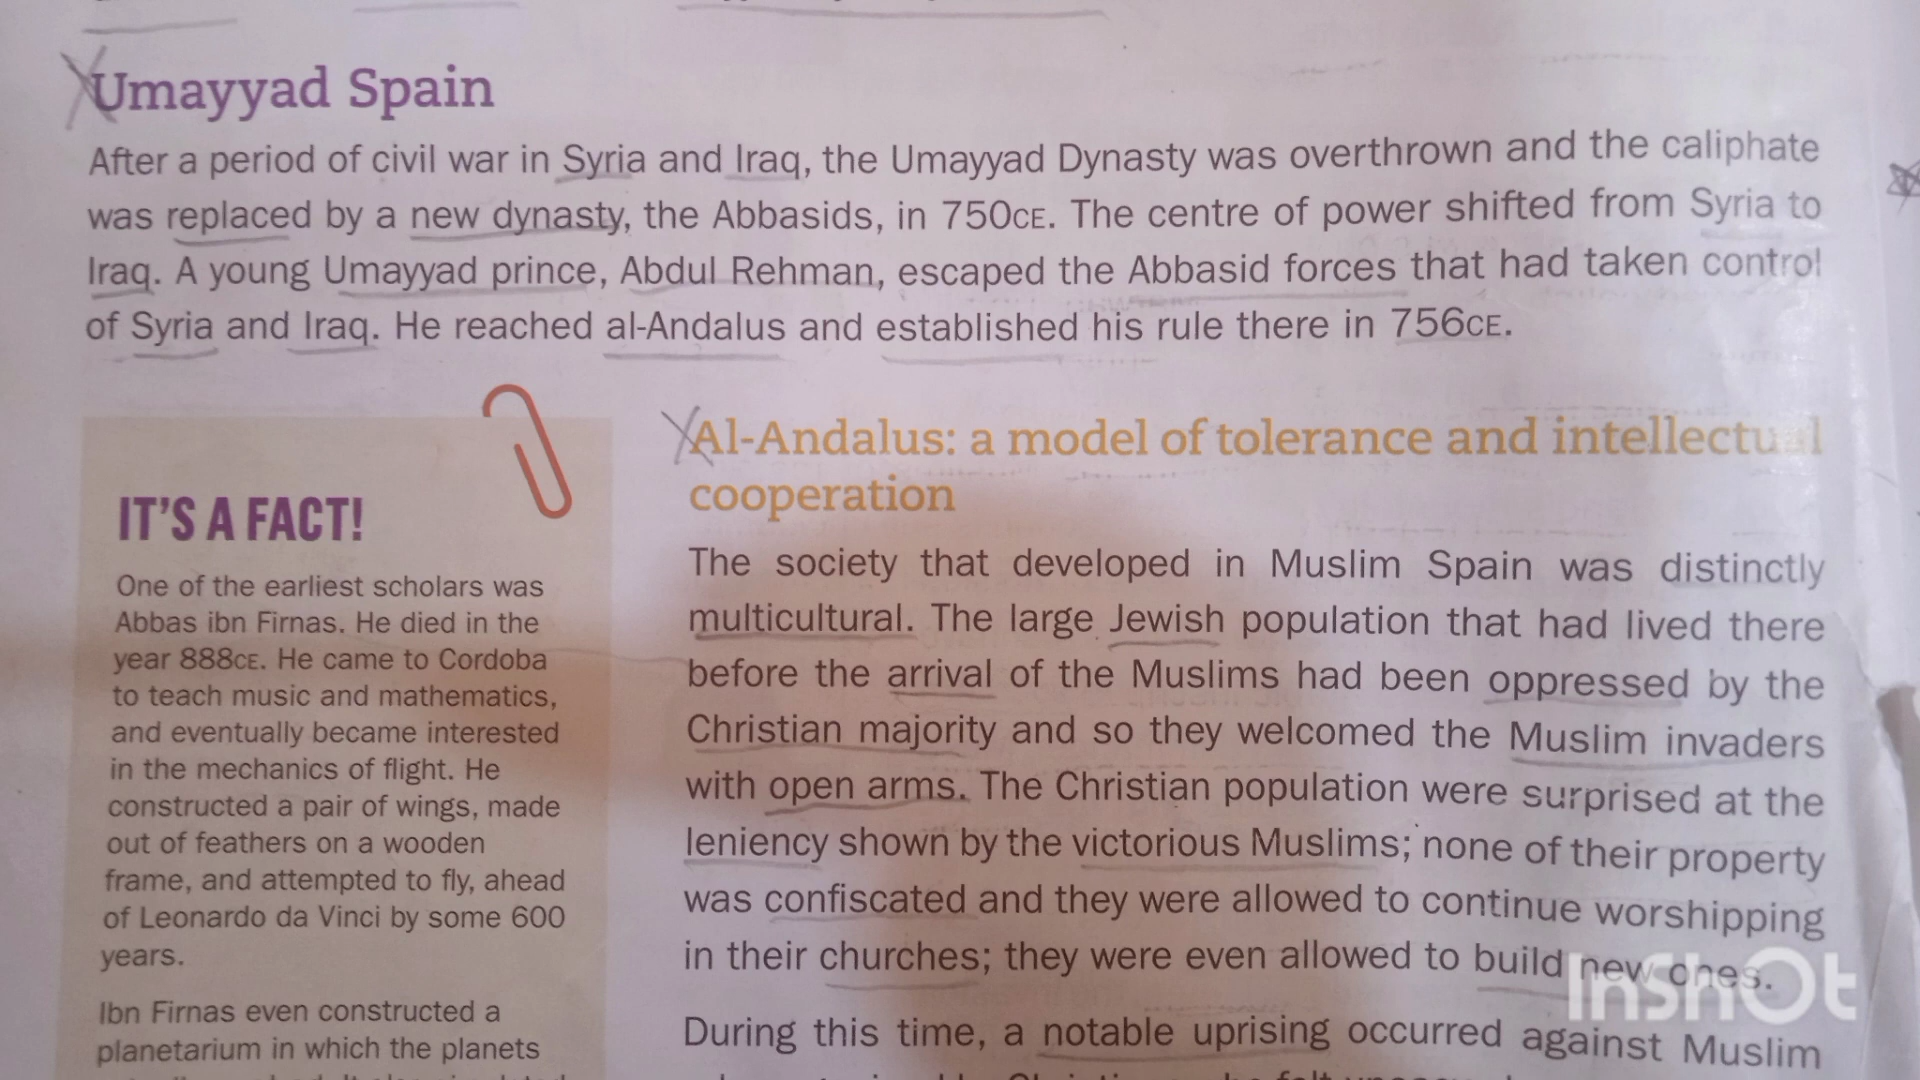 Umayyad Spain
After a period of civil war in Syria and Iraq, the Umayyad Dynasty was overthrown and the caliphate
was replaced by a new dynasty, the Abbasids, in 750CE. The centre of power shifted from Syria to
Iraq. A young Umayyad prince, Abdul Rehman, escaped the Abbasid forces that had taken control
of Syria and Iraq. He reached al-Andalus and established his rule there in 756CE.
IT'S A FACT!
One of the earliest scholars was
Abbas ibn Firnas. He died in the
year 888CE. He came to Cordoba
to teach music and mathematics,
and eventually became interested
in the mechanics of flight. He
constructed a pair of wings, made
out of feathers on a wooden
frame, and attempted to fly, ahead
of Leonardo da Vinci by some 600
years.
Ibn Firnas even constructed a
planetarium in which the planets
Al-Andalus: a model of tolerance and intellectual
cooperation
The society that developed in Muslim Spain was distinctly
multicultural. The large Jewish population that had lived there
before the arrival of the Muslims had been oppressed by the
Christian majority and so they welcomed the Muslim invaders
with open arms. The Christian population were surprised at the
leniency shown by the victorious Muslims; none of their property
was confiscated and they were allowed to continue worshipping
in their churches; they were even allowed to build new ones.
During this time, a notable uprising occurred against Muslim
InShOt